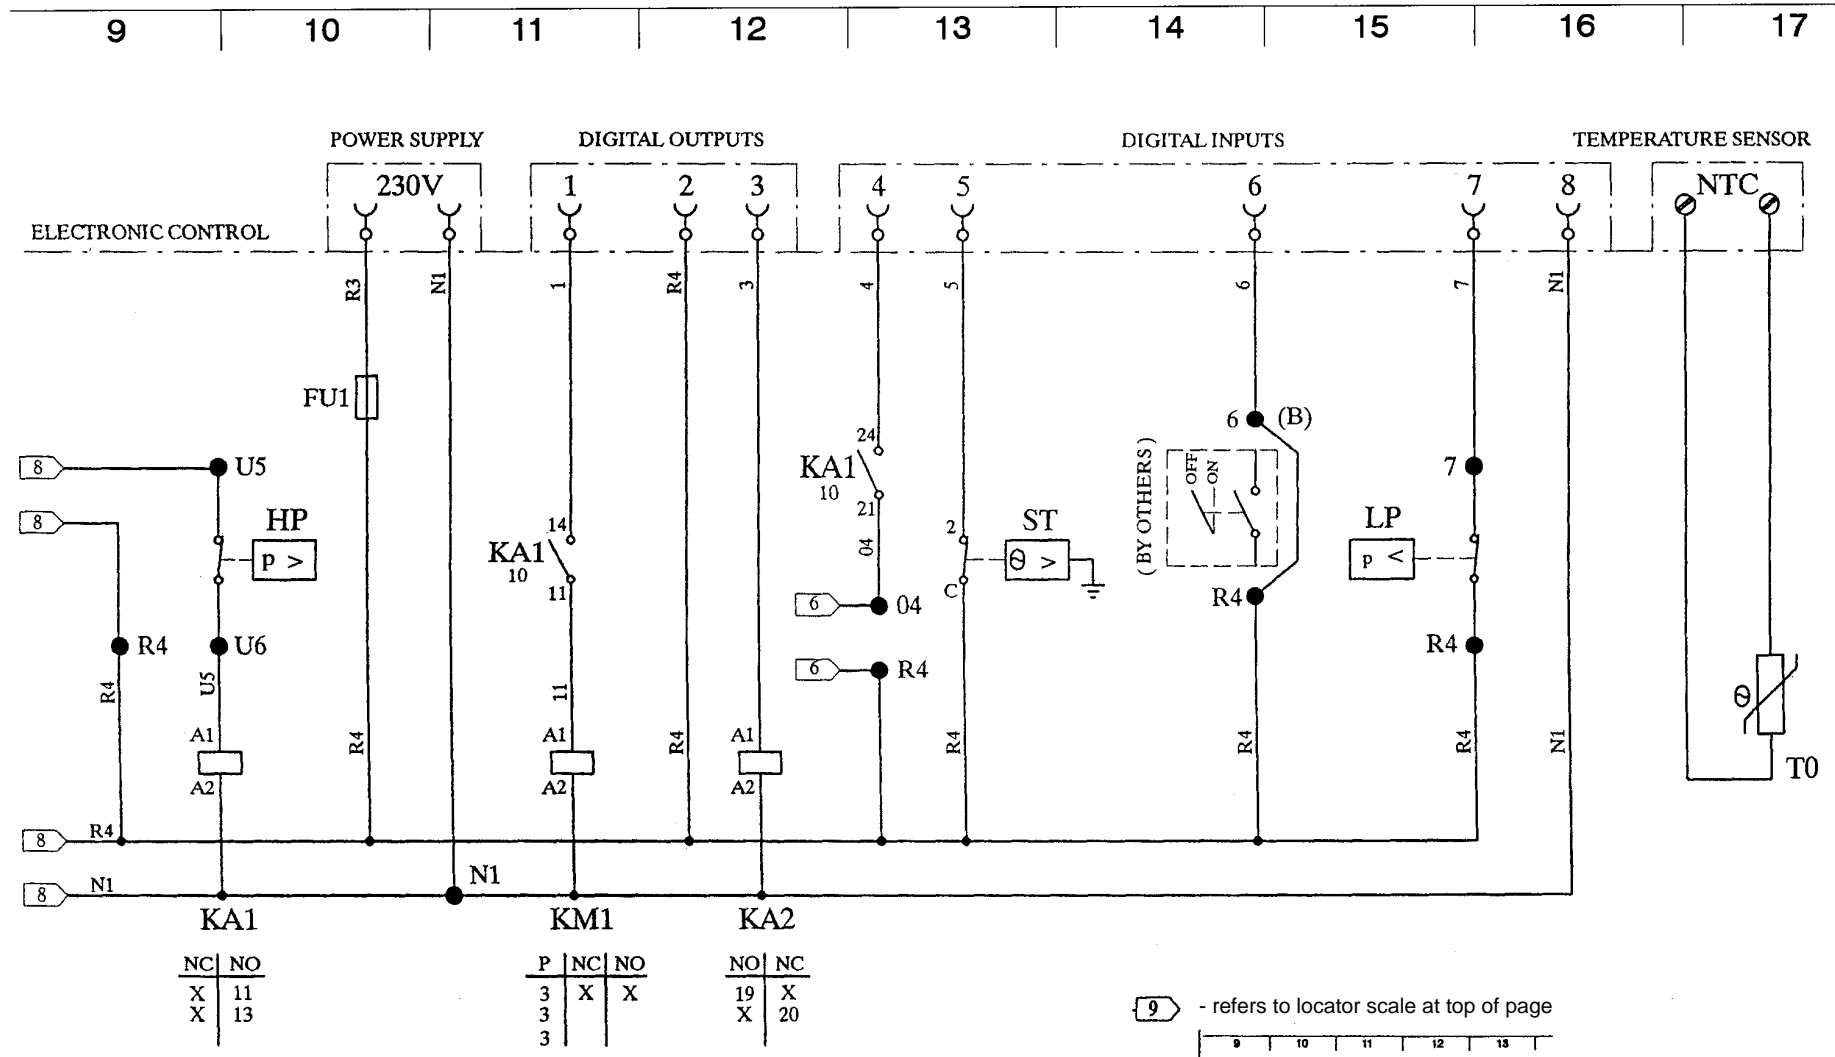 9 10 11 12 13 14 15 16 17
POWER SUPPLY DIGITAL OUTPUTS DIGITAL INPUTS TEMPERATURE SENSOR
230V 1 2 3 4 5 6 7 8 NTC
ELECTRONIC CONTROL
R3 N1 1 R4 3 4 5 6 7 N1
FU1
6 (B)
24
KA1
10
21
( BY OTHERS )
OFF
ON
8 U5
7
8
HP
p >
14
KA1
10
11
04
2
ST
Θ >
C
LP
p <
6 04
R4
R4 U6
6 R4
R4
R4 U5 11
Θ
T0
A1 A1 A1
R4 R4 R4 R4 R4 N1
A2 A2 A2
8 R4
8 N1
N1
KA1 KM1 KA2
NC NO P NC NO NO NC
X 11 3 X X 19 X
X 13 3 X 20
3
9 - refers to locator scale at top of page
9 10 11 12 13